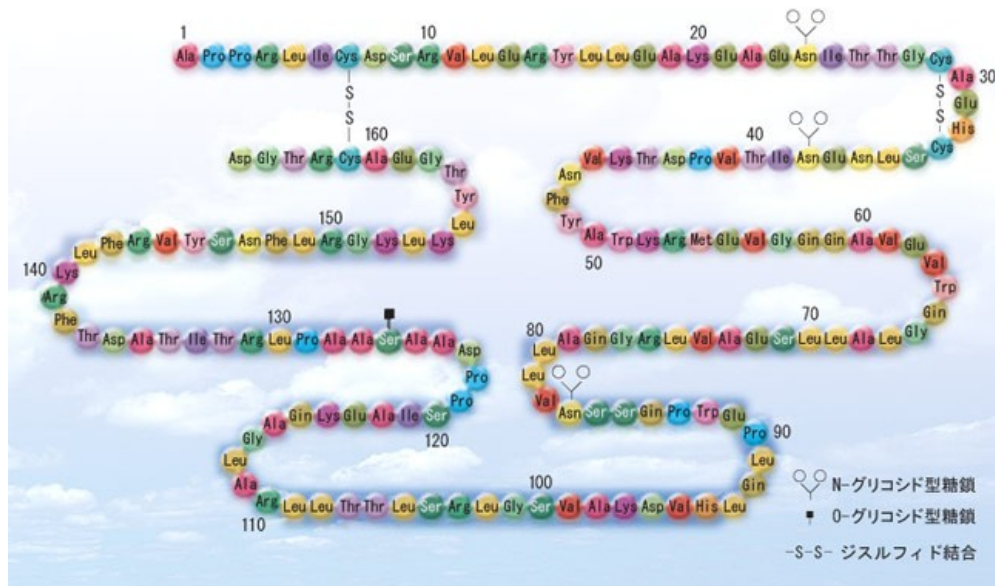 1 10 20
Ala Pro Pro Arg Leu Ile Cys Asp Ser Arg Val Leu Glu Arg Tyr Leu Leu Glu Ala Lys Glu Ala Glu Asn Ile Thr Thr Gly Cys
Ala 30
Glu
His
S
S
S
S
40
Asn Val Lys Thr Asp Pro Val Thr Ile Asn Glu Asn Leu Ser Cys
Phe
Tyr
50 60
Ala Trp Lys Arg Met Glu Val Gly Gin Gin Ala Val Glu
Val
Trp
Gin
80 70
Leu Ala Gin Gly Arg Leu Val Ala Glu Ser Leu Leu Ala Leu Gly
Leu
Val Asn Ser Ser Gin Pro Trp Glu
Pro 90
Leu
Gin
110 100
Arg Leu Leu Thr Thr Leu Ser Arg Leu Gly Ser Val Ala Lys Asp Val His Leu
Ala
Leu
Gly
120
Ala Gin Lys Glu Ala Ile Ser
Pro
Pro
Asp
130
Thr Asp Ala Thr Ile Thr Arg Leu Pro Ala Ala Ser Ala Ala
Phe
140 Arg
Lys
150
Leu Phe Arg Val Tyr Ser Asn Phe Leu Arg Gly Lys Leu Lys
Leu
Tyr
Thr
160
Asp Gly Thr Arg Cys Ala Glu Gly
N-グリコシド型糖鎖
O-グリコシド型糖鎖
-S-S- ジスルフィド結合